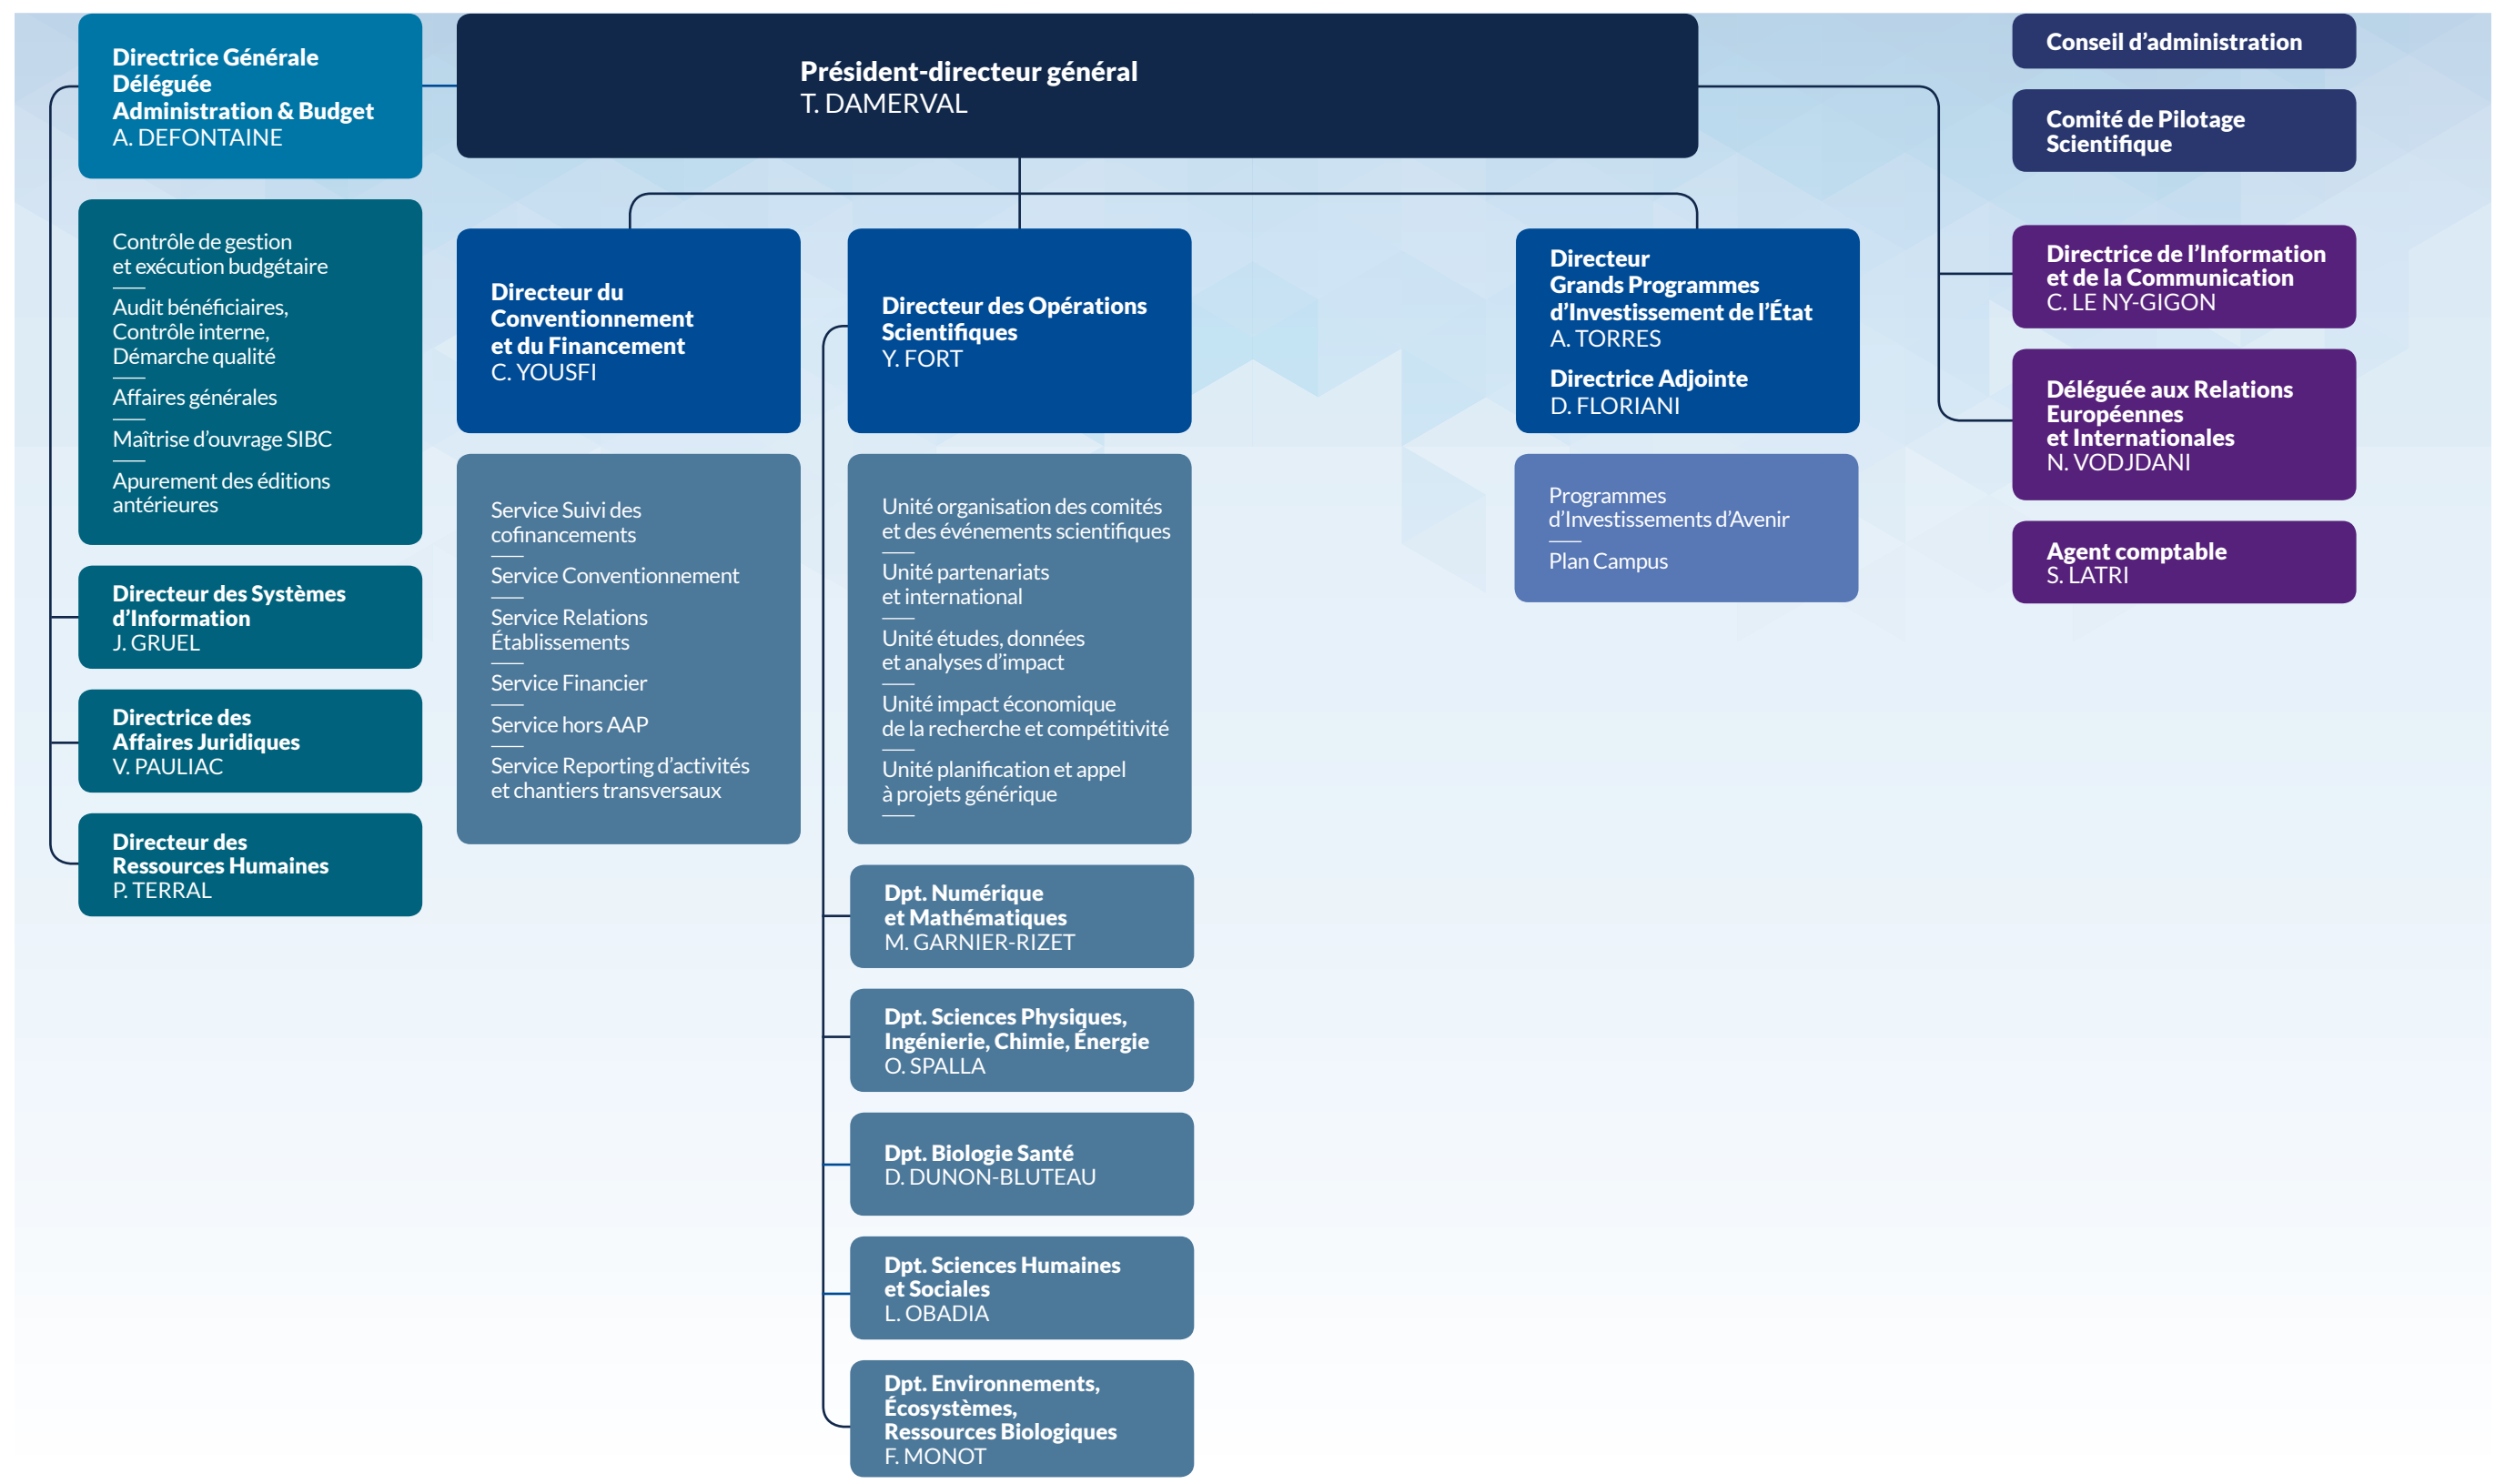 Directrice Générale
Déléguée
Administration & Budget
A. DEFONTAINE
Contrôle de gestion
et exécution budgétaire
Audit bénéficiaires,
Contrôle interne,
Démarche qualité
Affaires générales
Maîtrise d’ouvrage SIBC
Apurement des éditions
antérieures
Directeur des Systèmes
d’Information
J. GRUEL
Directrice des
Affaires Juridiques
V. PAULIAC
Directeur des
Ressources Humaines
P. TERRAL
Président-directeur général
T. DAMERVAL
Directeur du
Conventionnement
et du Financement
C. YOUSFI
Service Suivi des
cofinancements
Service Conventionnement
Service Relations
Établissements
Service Financier
Service hors AAP
Service Reporting d’activités
et chantiers transversaux
Directeur des Opérations
Scientifiques
Y. FORT
Unité organisation des comités
et des événements scientifiques
Unité partenariats
et international
Unité études, données
et analyses d’impact
Unité impact économique
de la recherche et compétitivité
Unité planification et appel
à projets générique
Dpt. Numérique
et Mathématiques
M. GARNIER-RIZET
Dpt. Sciences Physiques,
Ingénierie, Chimie, Énergie
O. SPALLA
Dpt. Biologie Santé
D. DUNON-BLUTEAU
Dpt. Sciences Humaines
et Sociales
L. OBADIA
Dpt. Environnements,
Écosystèmes,
Ressources Biologiques
F. MONOT
Directeur
Grands Programmes
d’Investissement de l’État
A. TORRES
Directrice Adjointe
D. FLORIANI
Programmes
d’Investissements d’Avenir
Plan Campus
Conseil d’administration
Comité de Pilotage
Scientifique
Directrice de l’Information
et de la Communication
C. LE NY-GIGON
Déléguée aux Relations
Européennes
et Internationales
N. VODJDANI
Agent comptable
S. LATRI